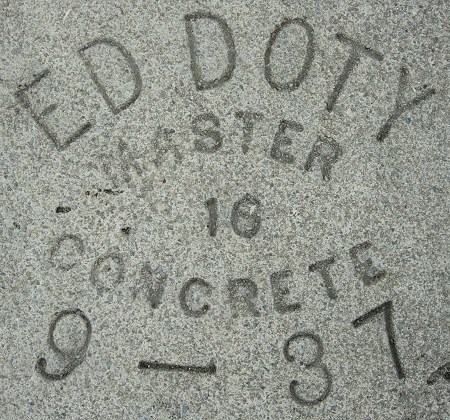 ED DOTY
MASTER
16
CONCRETE
9-37